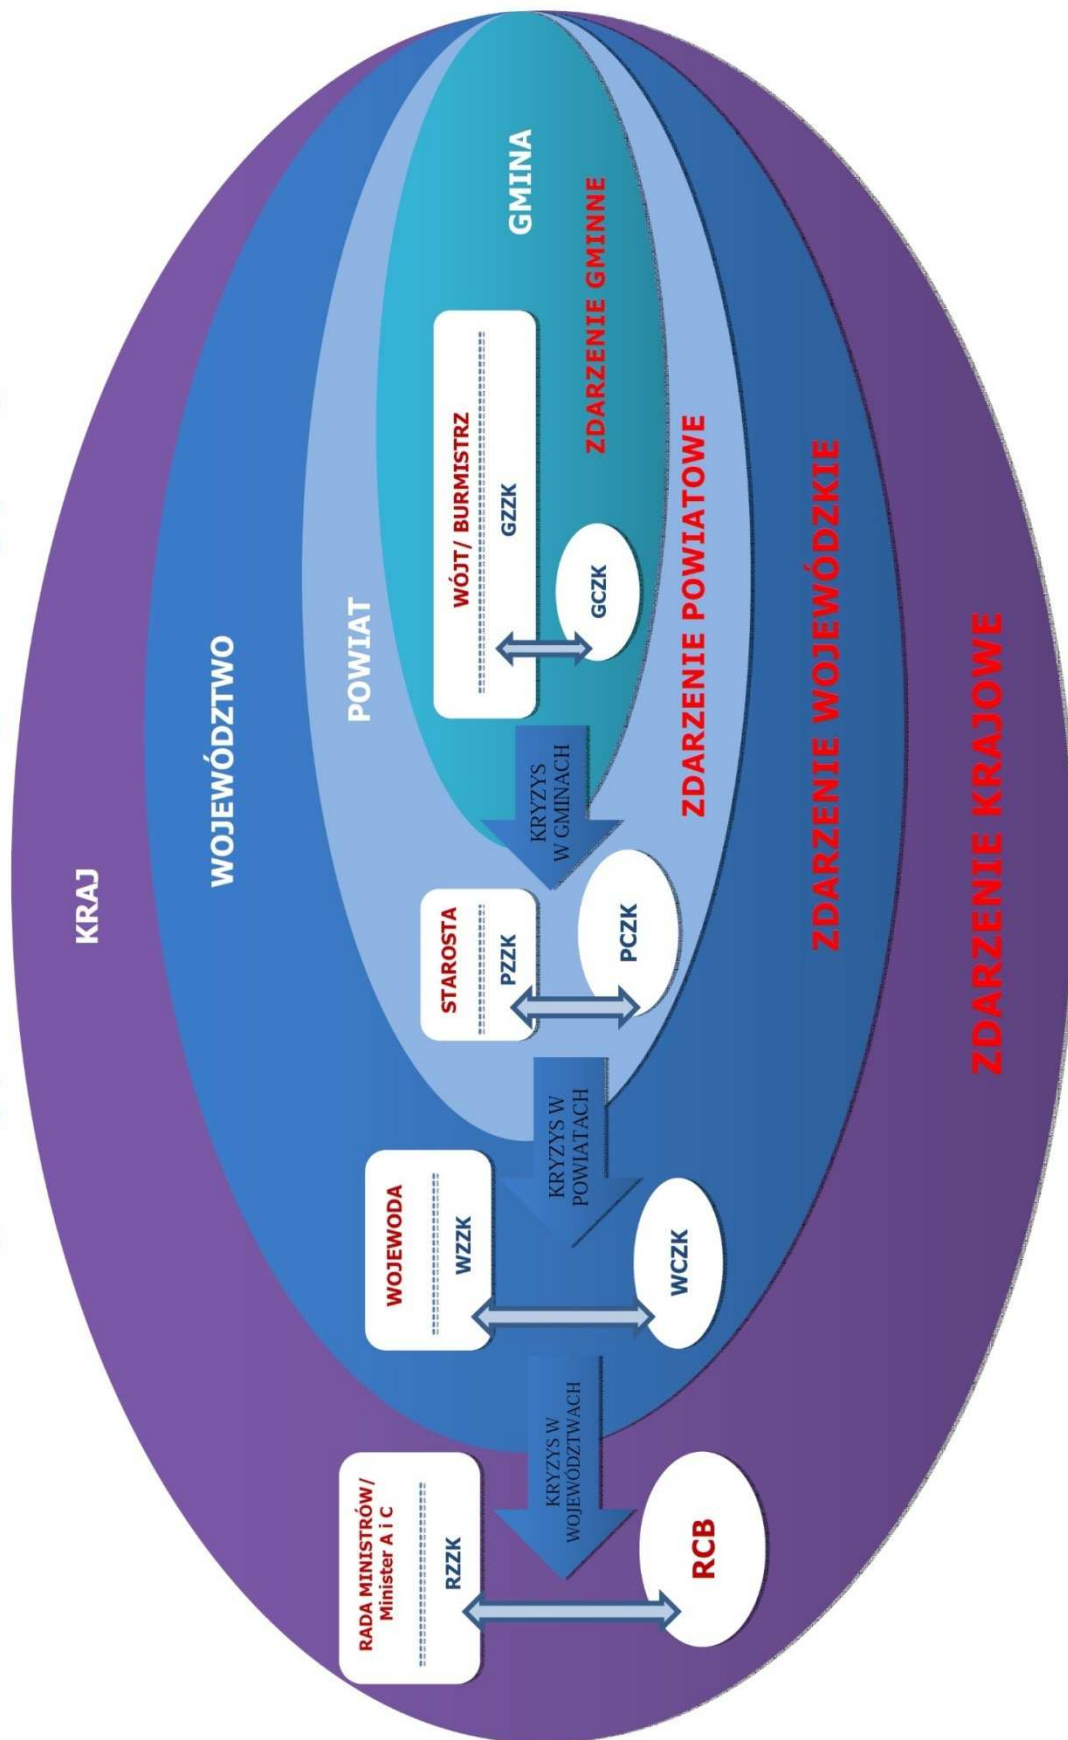 KRAJ
WOJEWÓDZTWO
POWIAT
GMINA
RADA MINISTRÓW/
Minister A i C
RZZK
RCB
KRYZYS W
WOJEWÓDZTWACH
WOJEWODA
WZZK
WCZK
KRYZYS W
POWIATACH
STAROSTA
PZZK
PCZK
KRYZYS
W GMINACH
WÓJT/ BURMISTRZ
GZZK
GCZK
ZDARZENIE GMINNE
ZDARZENIE POWIATOWE
ZDARZENIE WOJEWÓDZKIE
ZDARZENIE KRAJOWE